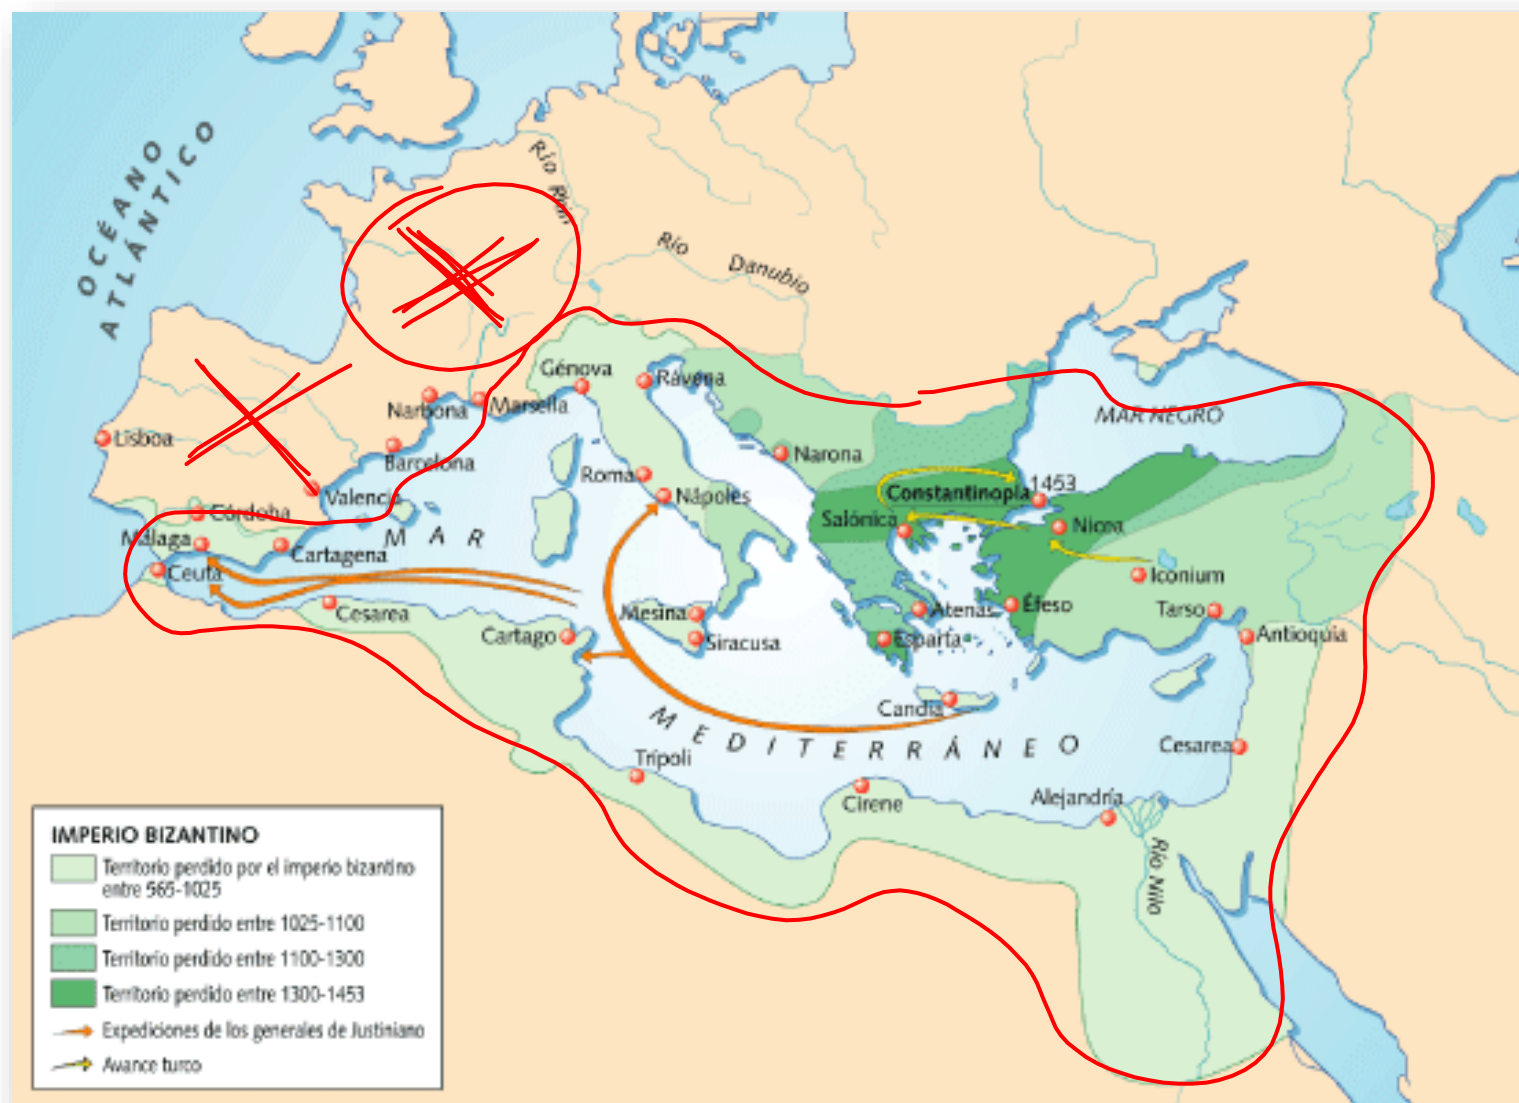 OCÉANO
ATLÁNTICO
Río Rhin
Río Danubio
Génova
Rávena
Narbona
Marsella
Lisboa
Barcelona
Valencia
Córdoba
Málaga
Cartagena
Ceuta
Cesarea
Roma
Nápoles
Narona
MAR NEGRO
1453
Constantinopla
Salónica
Nicea
Iconium
Mesina
Siracusa
Cartago
Atenas
Éfeso
Esparta
Tarso
Antioquía
Candia
MAR
MEDITERRÁNEO
Trípoli
Cirene
Alejandría
Cesarea
Río Nilo
IMPERIO BIZANTINO
Territorio perdido por el imperio bizantino
entre 565-1025
Territorio perdido entre 1025-1100
Territorio perdido entre 1100-1300
Territorio perdido entre 1300-1453
Expediciones de los generales de Justiniano
Avance turco